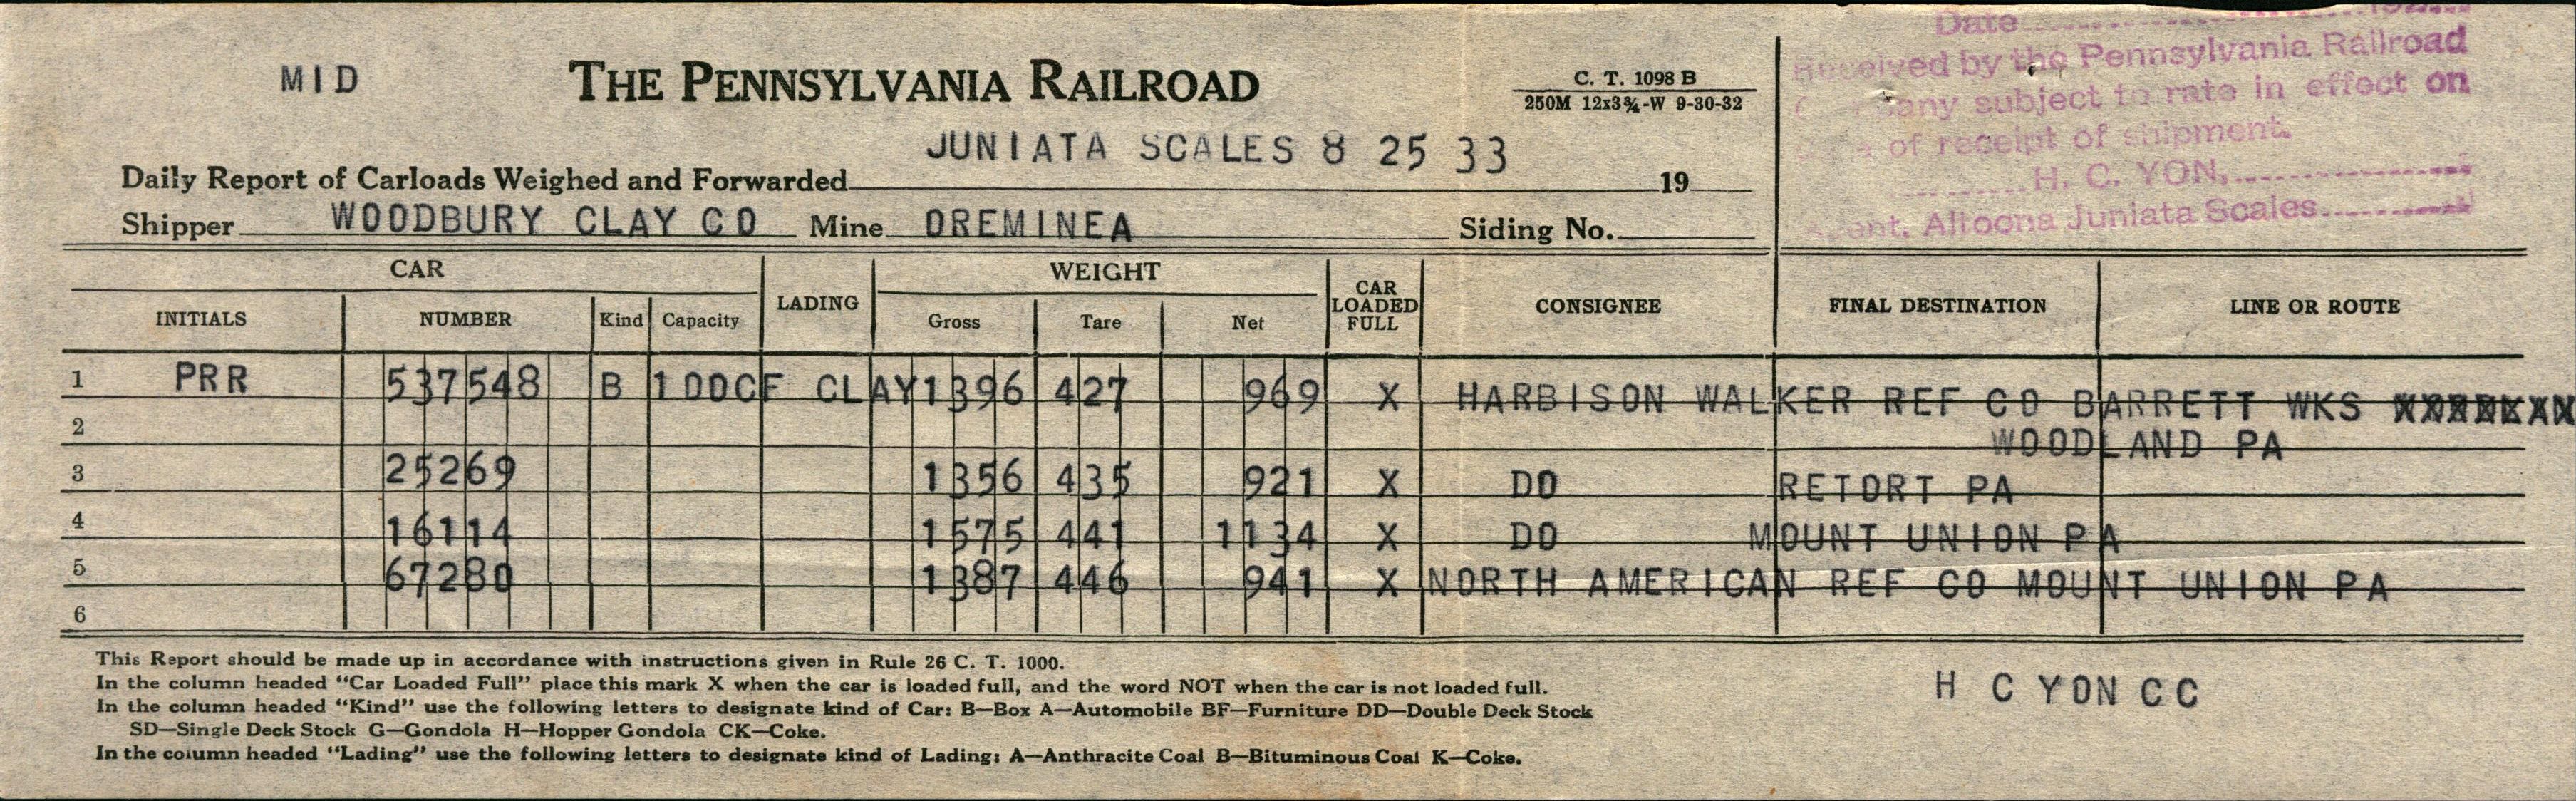 MID
THE PENNSYLVANIA RAILROAD
C. T. 1098 B
250M 12x3¾-W 9-30-32
Date 192
Received by the Pennsylvania Railroad
any subject to rate in effect on
of receipt of shipment.
H. C. YON,
Altoona Juniata Scales
JUNIATA SCALES 8 25 33
Daily Report of Carloads Weighed and Forwarded 19
Shipper WOODBURY CLAY CO Mine OREMINEA Siding No.
CAR LADING WEIGHT CAR LOADED FULL CONSIGNEE FINAL DESTINATION LINE OR ROUTE
INITIALS NUMBER Kind Capacity Gross Tare Net
1 PRR 537548 B 100CF CLAY 1396 427 969 X HARBISON WALKER REF CO BARRETT WKS
2 WOODLAND PA
3 25269 1356 435 921 X DO RETORT PA
4 16114 1575 441 1134 X DO MOUNT UNION PA
5 67280 1387 446 941 X NORTH AMERICAN REF CO MOUNT UNION PA
6
This Report should be made up in accordance with instructions given in Rule 26 C. T. 1000.
In the column headed “Car Loaded Full” place this mark X when the car is loaded full, and the word NOT when the car is not loaded full.
In the column headed “Kind” use the following letters to designate kind of Car: B—Box A—Automobile BF—Furniture DD—Double Deck Stock
SD—Single Deck Stock G—Gondola H—Hopper Gondola CK—Coke.
In the column headed “Lading” use the following letters to designate kind of Lading: A—Anthracite Coal B—Bituminous Coal K—Coke.
H C YON CC